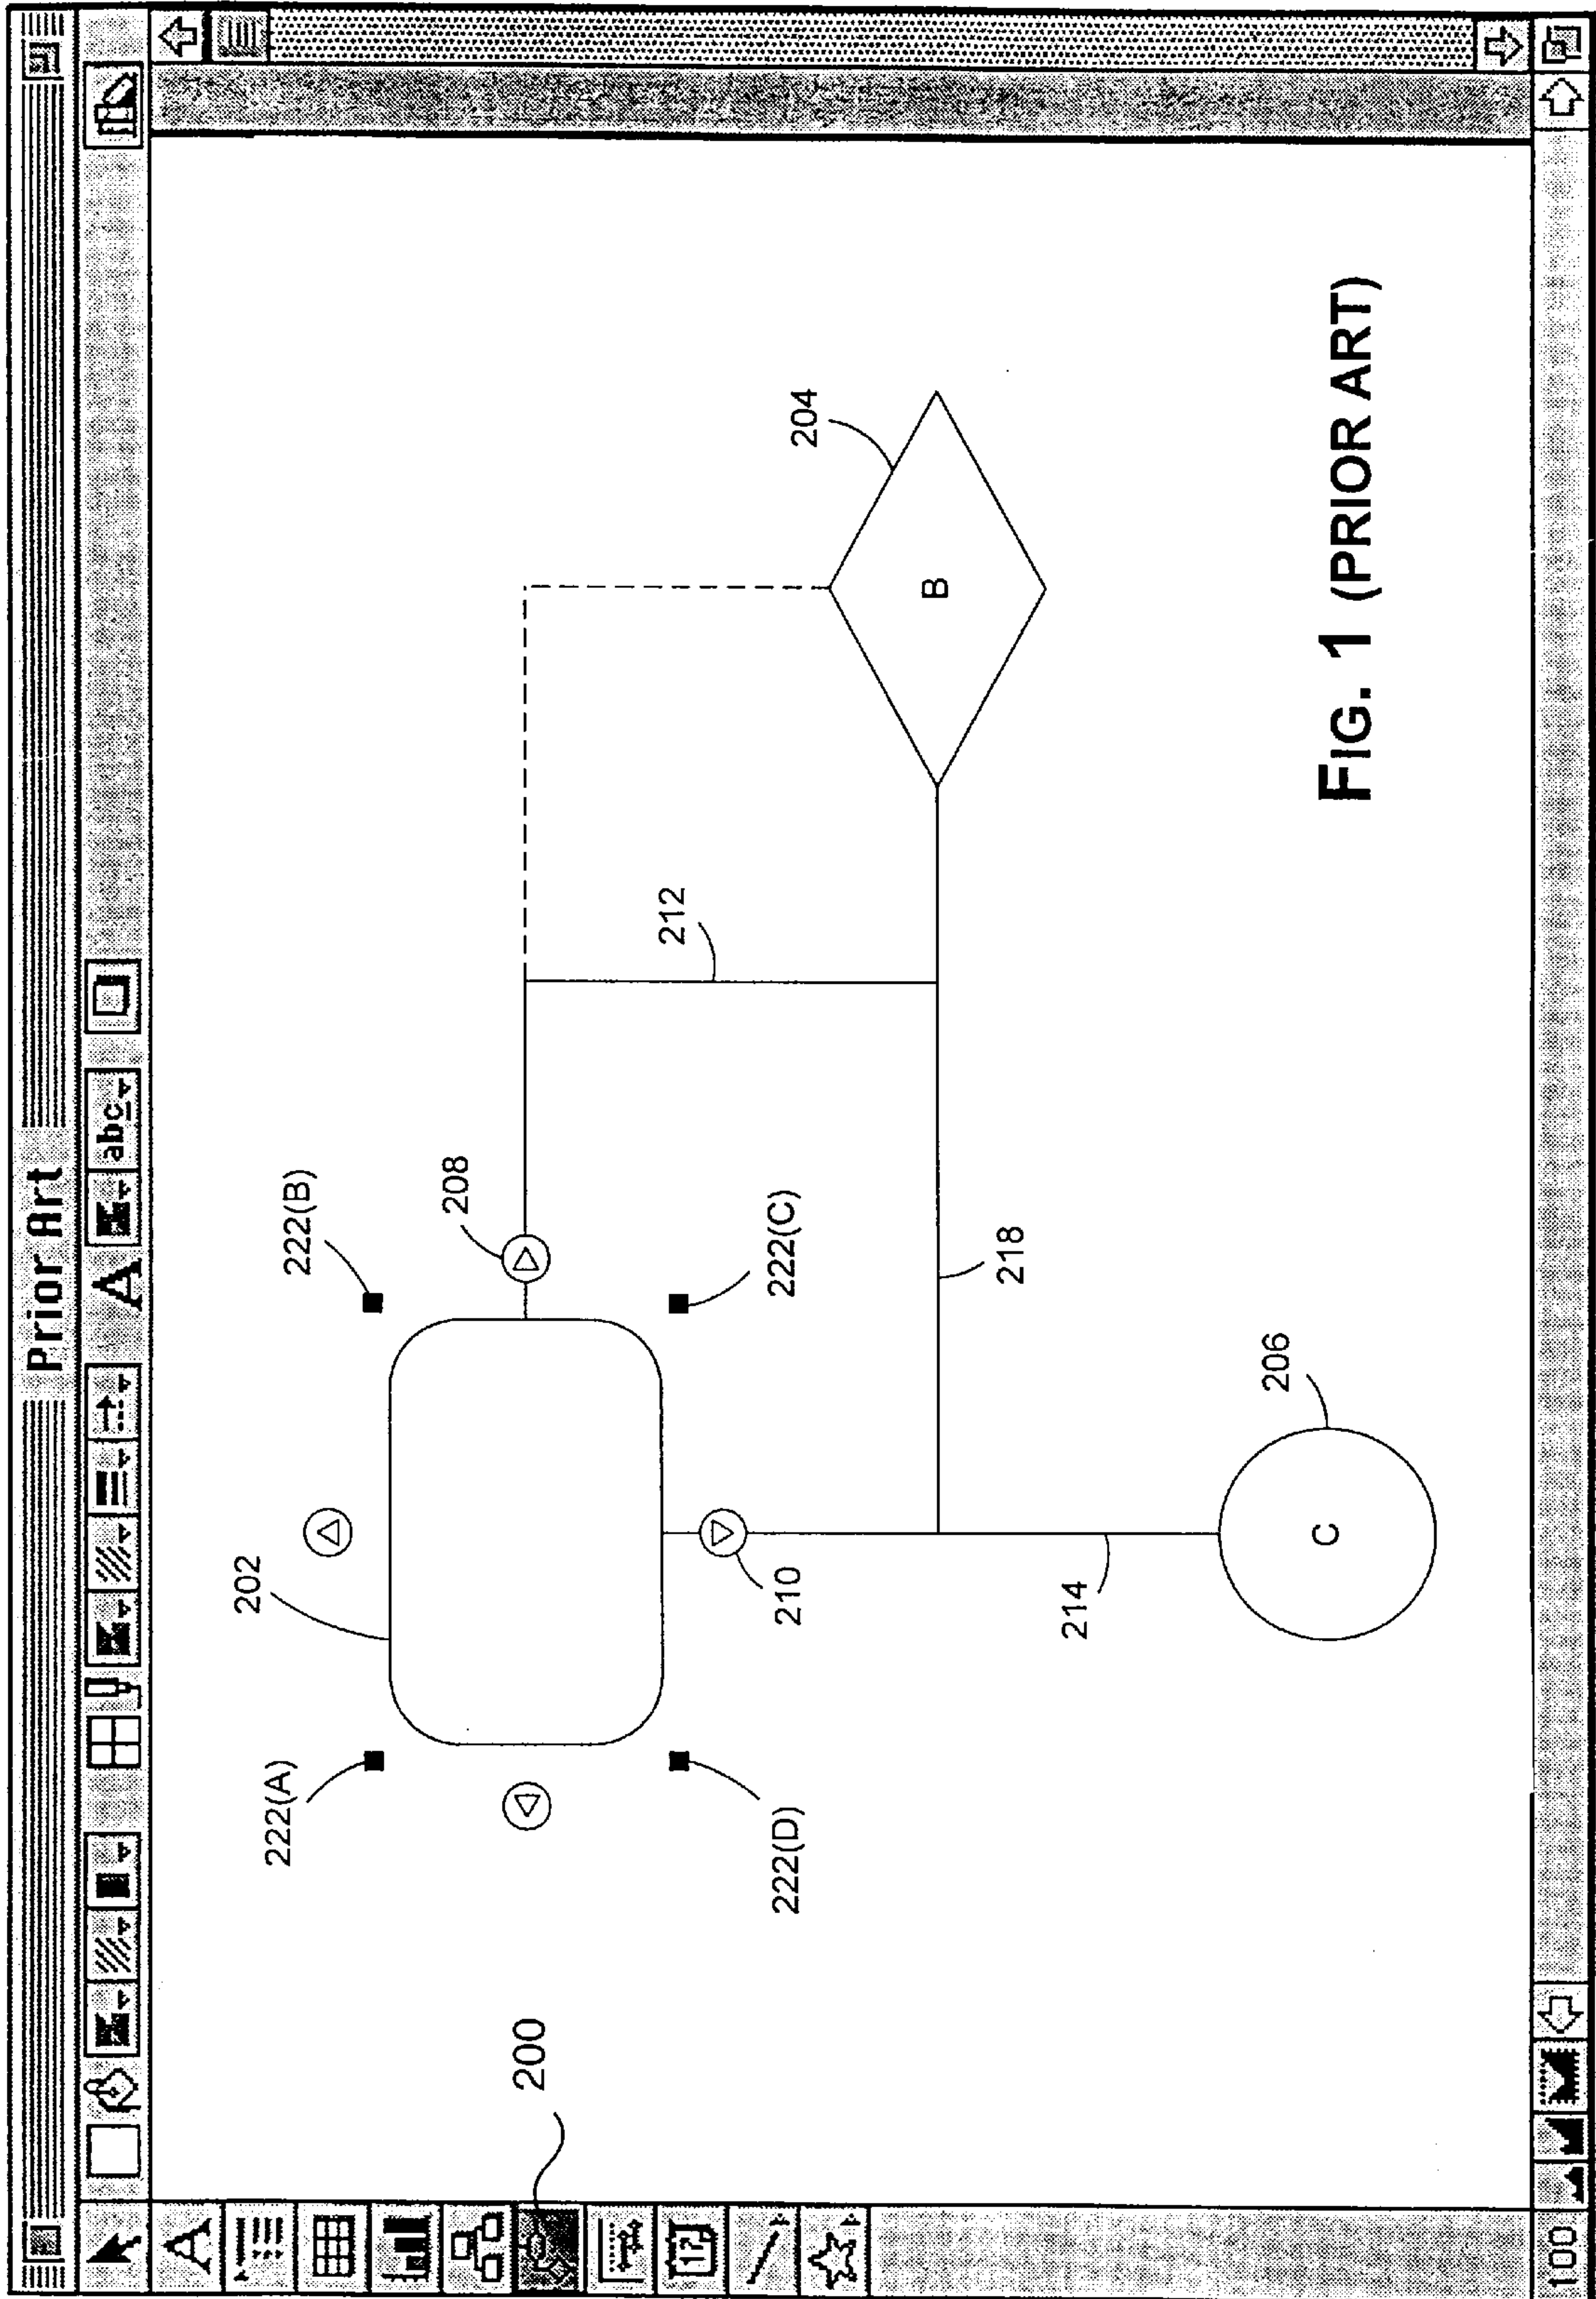 Prior Art
A
abc
A
12
100
200
202
222(A)
222(B)
208
222(C)
222(D)
210
212
204
B
218
214
206
C
FIG. 1 (PRIOR ART)